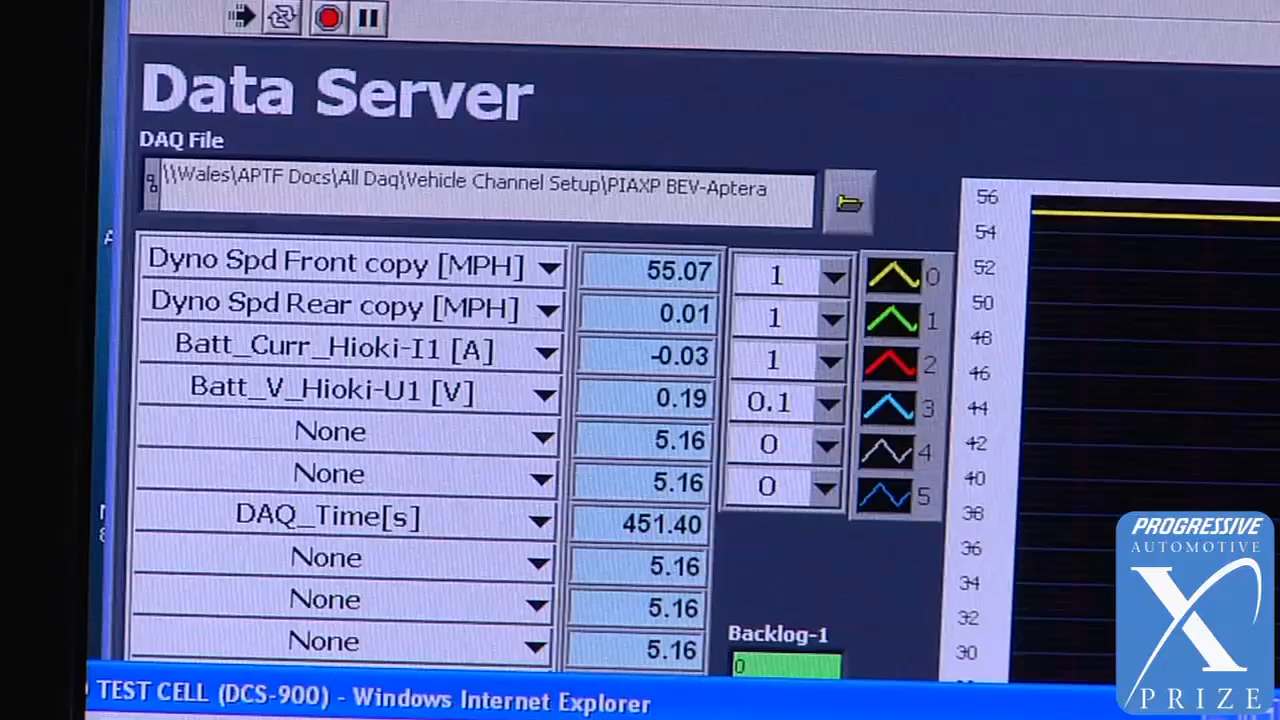 Data Server
DAQ File
\\Wales\APTF Docs\All Daq\Vehicle Channel Setup\PIAXP BEV-Aptera
Dyno Spd Front copy [MPH] 55.07 1 0
Dyno Spd Rear copy [MPH] 0.01 1 1
Batt_Curr_Hioki-I1 [A] -0.03 1 2
Batt_V_Hioki-U1 [V] 0.19 0.1 3
None 5.16 0 4
None 5.16 0 5
DAQ_Time[s] 451.40
None 5.16
None 5.16
None 5.16
Backlog-1
0
56
54
52
50
48
46
44
42
40
38
36
34
32
30
TEST CELL (DCS-900) - Windows Internet Explorer
PROGRESSIVE
AUTOMOTIVE
X
PRIZE